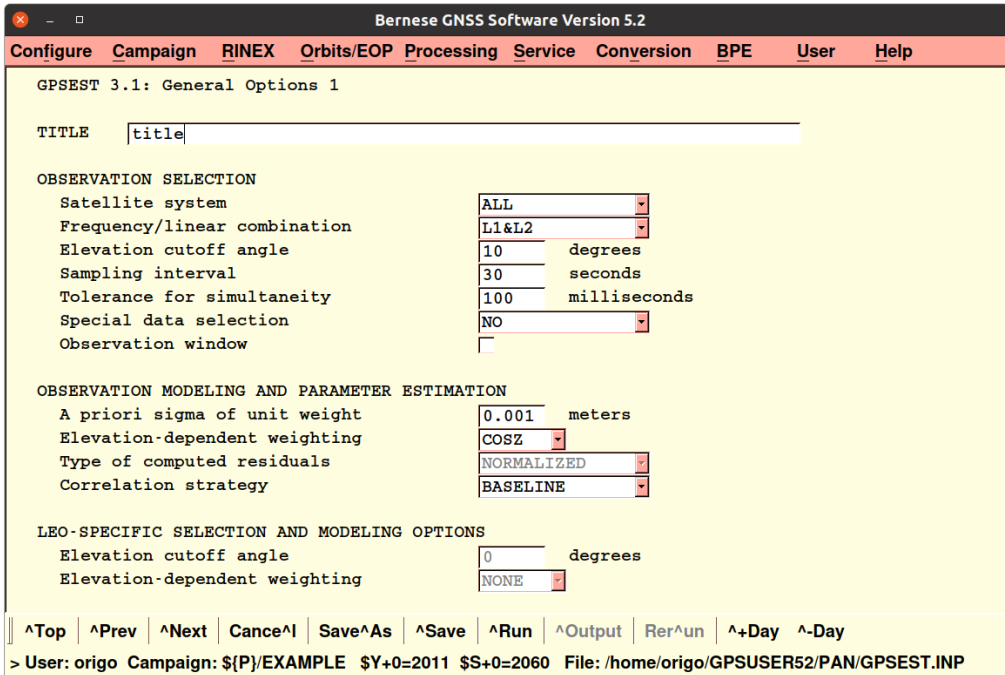 Bernese GNSS Software Version 5.2
Configure Campaign RINEX Orbits/EOP Processing Service Conversion BPE User Help
GPSEST 3.1: General Options 1
TITLE title
OBSERVATION SELECTION
Satellite system ALL
Frequency/linear combination L1&L2
Elevation cutoff angle 10 degrees
Sampling interval 30 seconds
Tolerance for simultaneity 100 milliseconds
Special data selection NO
Observation window
OBSERVATION MODELING AND PARAMETER ESTIMATION
A priori sigma of unit weight 0.001 meters
Elevation-dependent weighting COSZ
Type of computed residuals NORMALIZED
Correlation strategy BASELINE
LEO-SPECIFIC SELECTION AND MODELING OPTIONS
Elevation cutoff angle 0 degrees
Elevation-dependent weighting NONE
^Top ^Prev ^Next Cance^l Save^As ^Save ^Run ^Output Rer^un ^+Day ^-Day
> User: origo Campaign: ${P}/EXAMPLE $Y+0=2011 $S+0=2060 File: /home/origo/GPSUSER52/PAN/GPSEST.INP